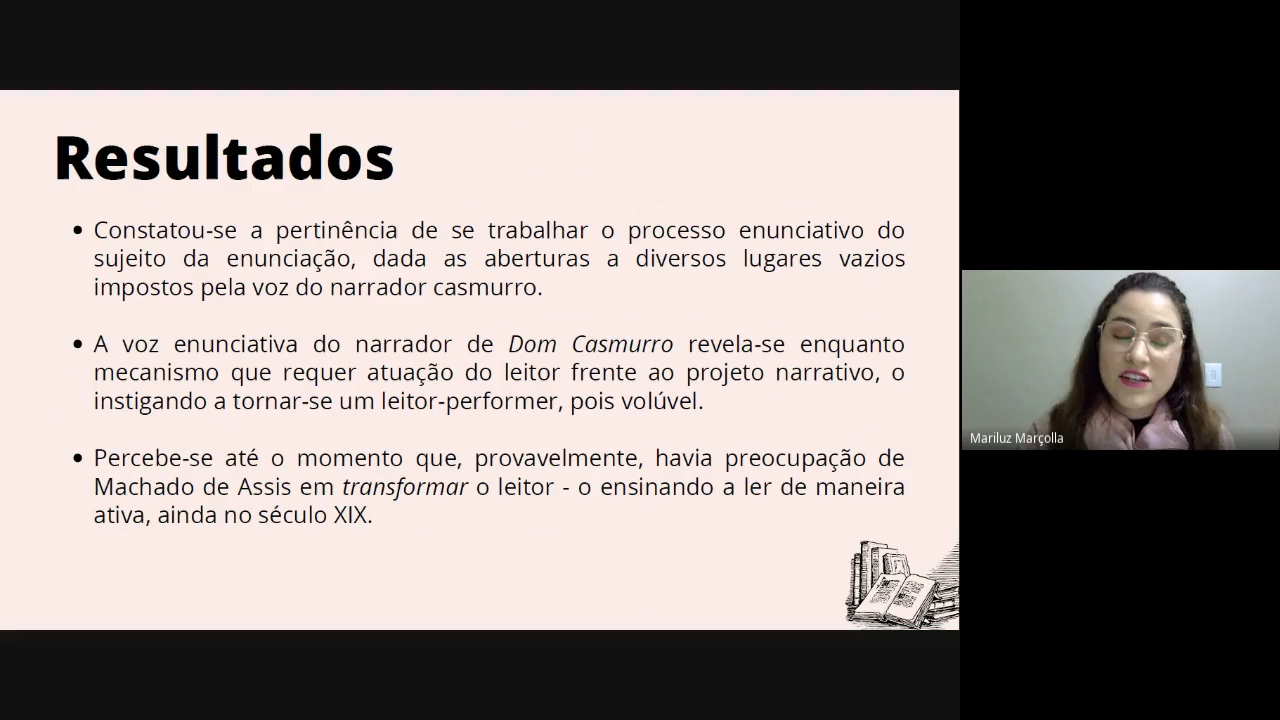 Resultados
• Constatou-se a pertinência de se trabalhar o processo enunciativo do
sujeito da enunciação, dada as aberturas a diversos lugares vazios
impostos pela voz do narrador casmurro.
• A voz enunciativa do narrador de Dom Casmurro revela-se enquanto
mecanismo que requer atuação do leitor frente ao projeto narrativo, o
instigando a tornar-se um leitor-performer, pois volúvel.
• Percebe-se até o momento que, provavelmente, havia preocupação de
Machado de Assis em transformar o leitor - o ensinando a ler de maneira
ativa, ainda no século XIX.
Mariluz Marçolla